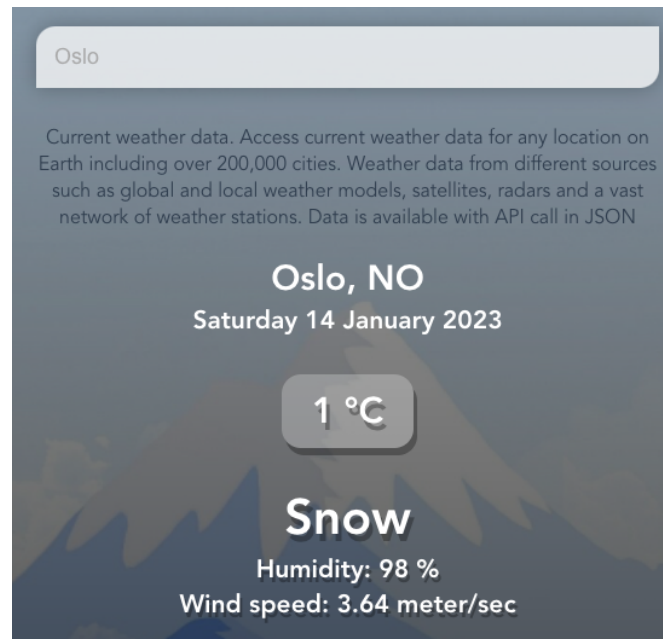 Oslo
Current weather data. Access current weather data for any location on
Earth including over 200,000 cities. Weather data from different sources
such as global and local weather models, satellites, radars and a vast
network of weather stations. Data is available with API call in JSON
Oslo, NO
Saturday 14 January 2023
1 °C
Snow
Humidity: 98 %
Wind speed: 3.64 meter/sec